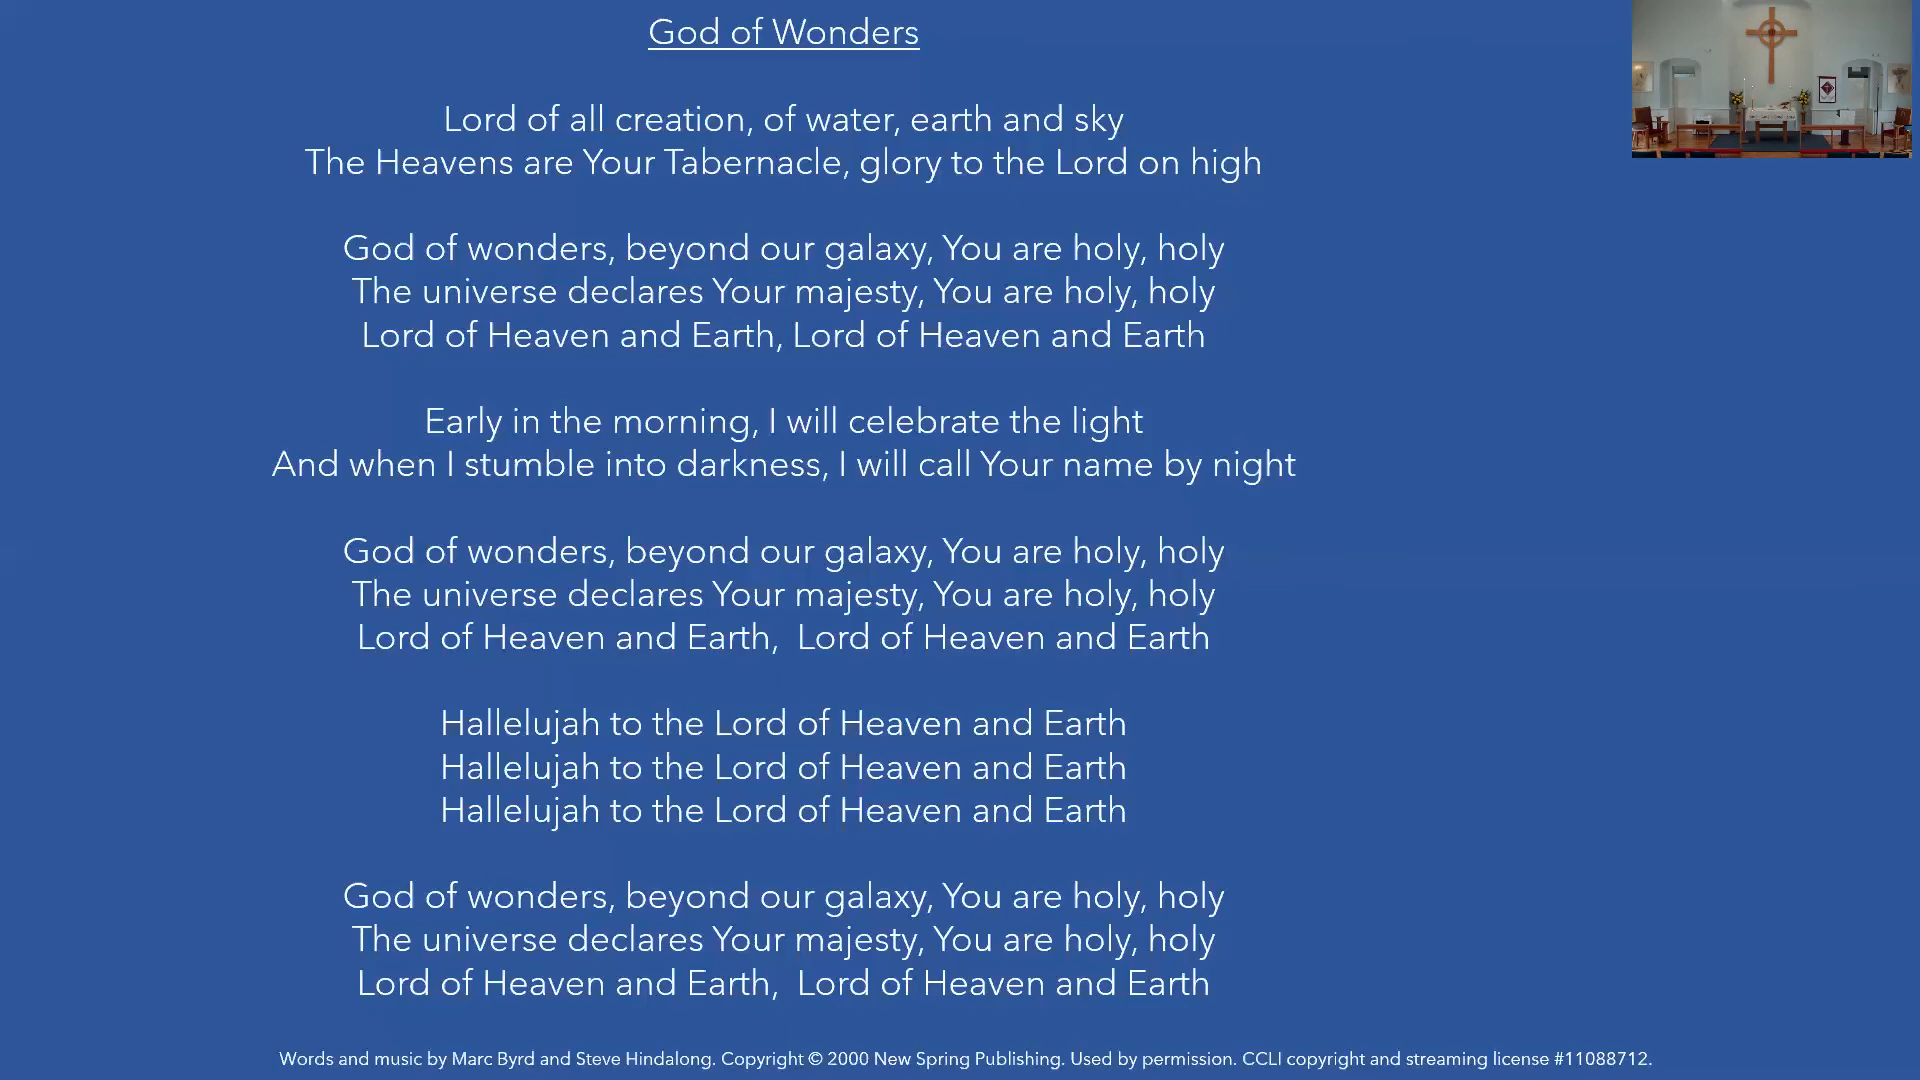 God of Wonders
Lord of all creation, of water, earth and sky
The Heavens are Your Tabernacle, glory to the Lord on high
God of wonders, beyond our galaxy, You are holy, holy
The universe declares Your majesty, You are holy, holy
Lord of Heaven and Earth, Lord of Heaven and Earth
Early in the morning, I will celebrate the light
And when I stumble into darkness, I will call Your name by night
God of wonders, beyond our galaxy, You are holy, holy
The universe declares Your majesty, You are holy, holy
Lord of Heaven and Earth,  Lord of Heaven and Earth
Hallelujah to the Lord of Heaven and Earth
Hallelujah to the Lord of Heaven and Earth
Hallelujah to the Lord of Heaven and Earth
God of wonders, beyond our galaxy, You are holy, holy
The universe declares Your majesty, You are holy, holy
Lord of Heaven and Earth,  Lord of Heaven and Earth
Words and music by Marc Byrd and Steve Hindalong. Copyright © 2000 New Spring Publishing. Used by permission. CCLI copyright and streaming license #11088712.